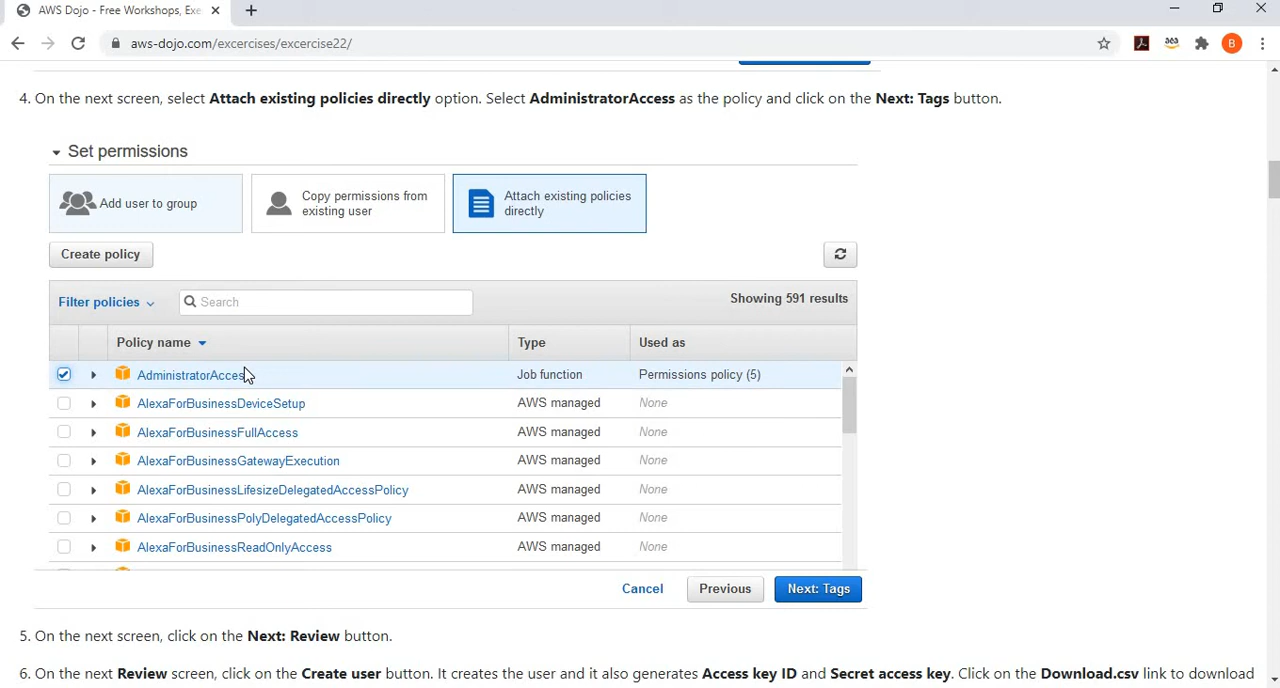 AWS Dojo - Free Workshops, Exe
aws-dojo.com/excercises/excercise22/
B
4. On the next screen, select Attach existing policies directly option. Select AdministratorAccess as the policy and click on the Next: Tags button.
Set permissions
Add user to group
Copy permissions from
existing user
Attach existing policies
directly
Create policy
Filter policies
Search
Showing 591 results
Policy name Type Used as
AdministratorAcces Job function Permissions policy (5)
AlexaForBusinessDeviceSetup AWS managed None
AlexaForBusinessFullAccess AWS managed None
AlexaForBusinessGatewayExecution AWS managed None
AlexaForBusinessLifesizeDelegatedAccessPolicy AWS managed None
AlexaForBusinessPolyDelegatedAccessPolicy AWS managed None
AlexaForBusinessReadOnlyAccess AWS managed None
Cancel Previous Next: Tags
5. On the next screen, click on the Next: Review button.
6. On the next Review screen, click on the Create user button. It creates the user and it also generates Access key ID and Secret access key. Click on the Download.csv link to download